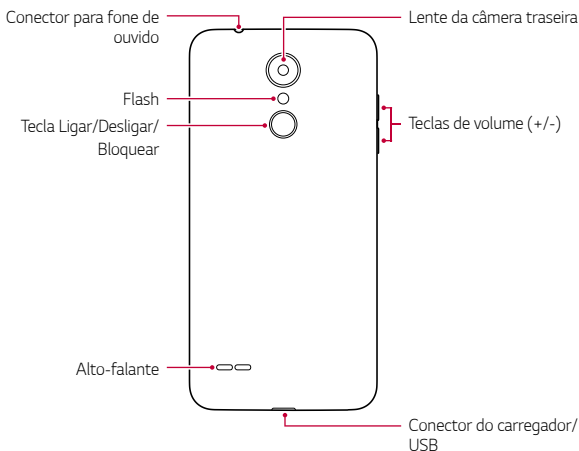 Conector para fone de
ouvido
Lente da câmera traseira
Flash
Tecla Ligar/Desligar/
Bloquear
Teclas de volume (+/-)
Alto-falante
Conector do carregador/
USB